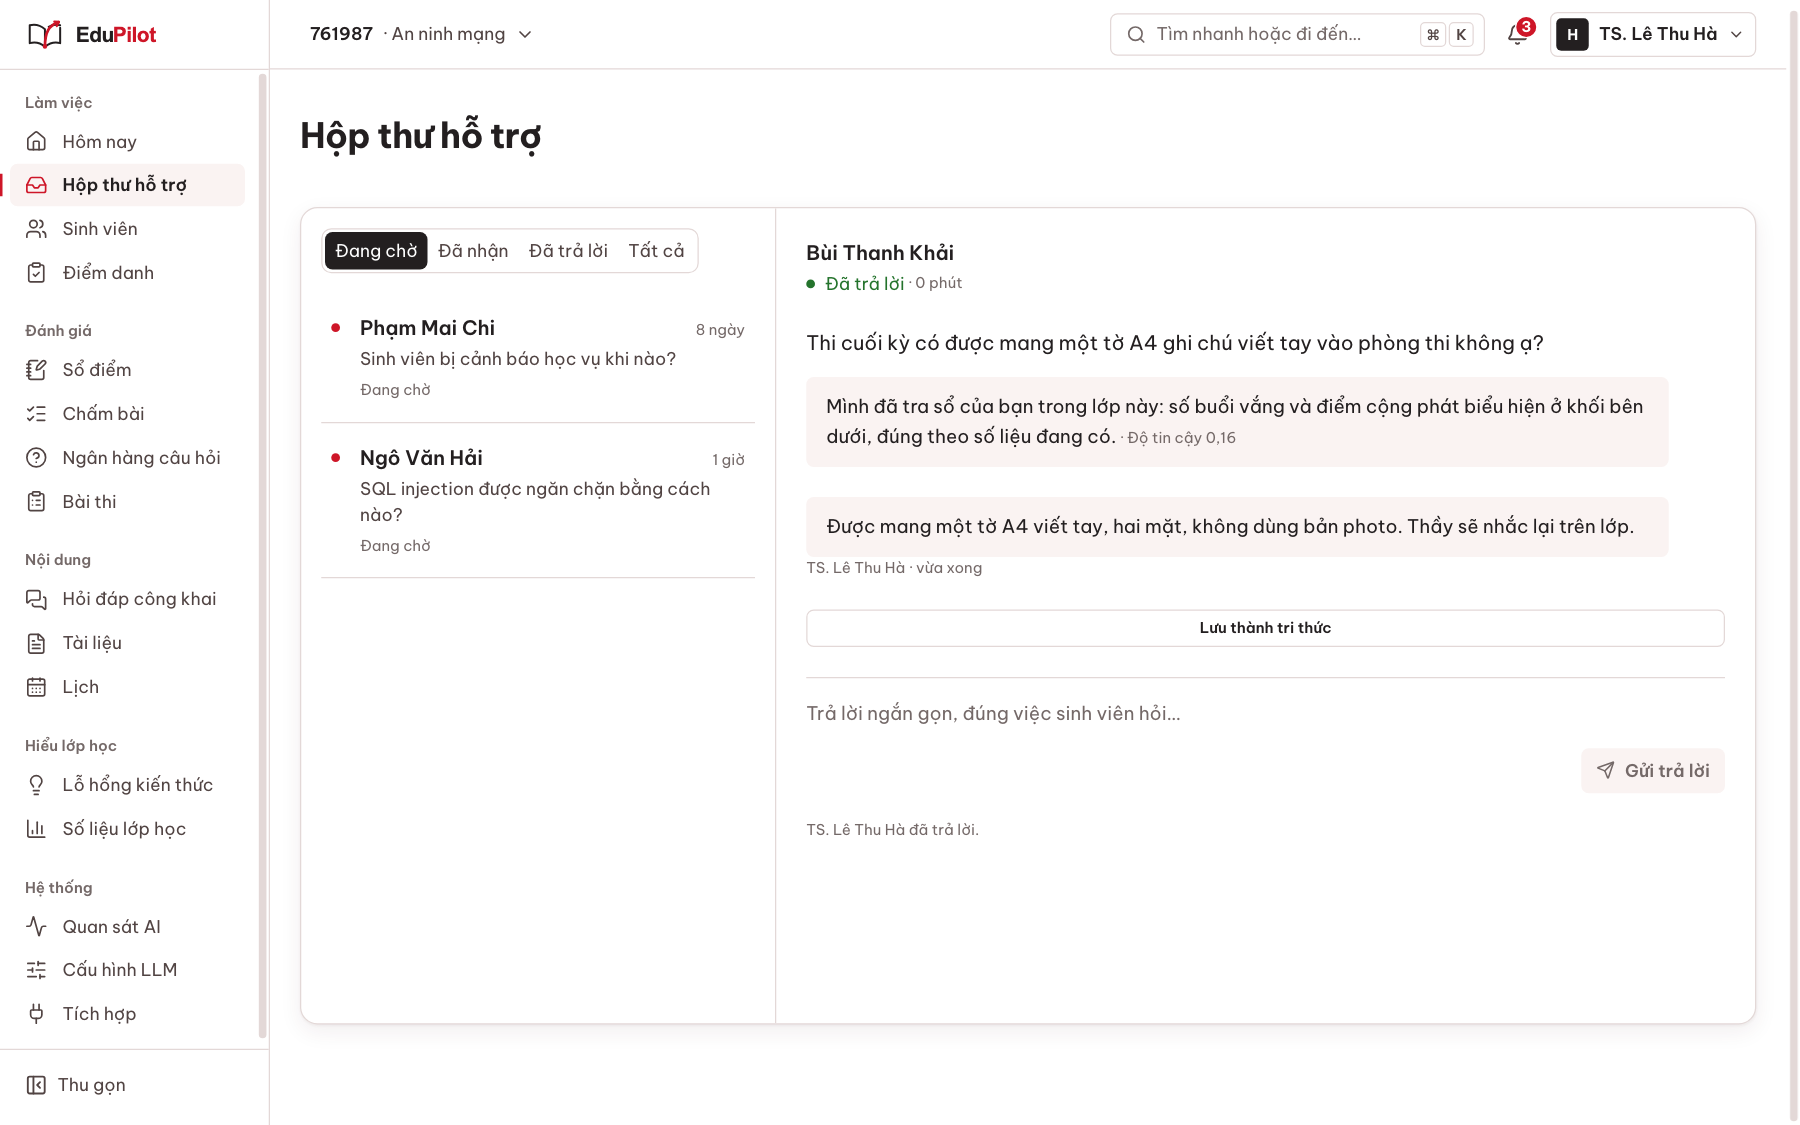 EduPilot
761987 · An ninh mạng
Tìm nhanh hoặc đi đến...
⌘ K
3
H
TS. Lê Thu Hà
Làm việc
Hôm nay
Hộp thư hỗ trợ
Sinh viên
Điểm danh
Đánh giá
Sổ điểm
Chấm bài
Ngân hàng câu hỏi
Bài thi
Nội dung
Hỏi đáp công khai
Tài liệu
Lịch
Hiểu lớp học
Lỗ hổng kiến thức
Số liệu lớp học
Hệ thống
Quan sát AI
Cấu hình LLM
Tích hợp
Thu gọn
Hộp thư hỗ trợ
Đang chờ
Đã nhận
Đã trả lời
Tất cả
Phạm Mai Chi
8 ngày
Sinh viên bị cảnh báo học vụ khi nào?
Đang chờ
Ngô Văn Hải
1 giờ
SQL injection được ngăn chặn bằng cách
nào?
Đang chờ
Bùi Thanh Khải
Đã trả lời · 0 phút
Thi cuối kỳ có được mang một tờ A4 ghi chú viết tay vào phòng thi không ạ?
Mình đã tra sổ của bạn trong lớp này: số buổi vắng và điểm cộng phát biểu hiện ở khối bên
dưới, đúng theo số liệu đang có. · Độ tin cậy 0,16
Được mang một tờ A4 viết tay, hai mặt, không dùng bản photo. Thầy sẽ nhắc lại trên lớp.
TS. Lê Thu Hà · vừa xong
Lưu thành tri thức
Trả lời ngắn gọn, đúng việc sinh viên hỏi...
Gửi trả lời
TS. Lê Thu Hà đã trả lời.